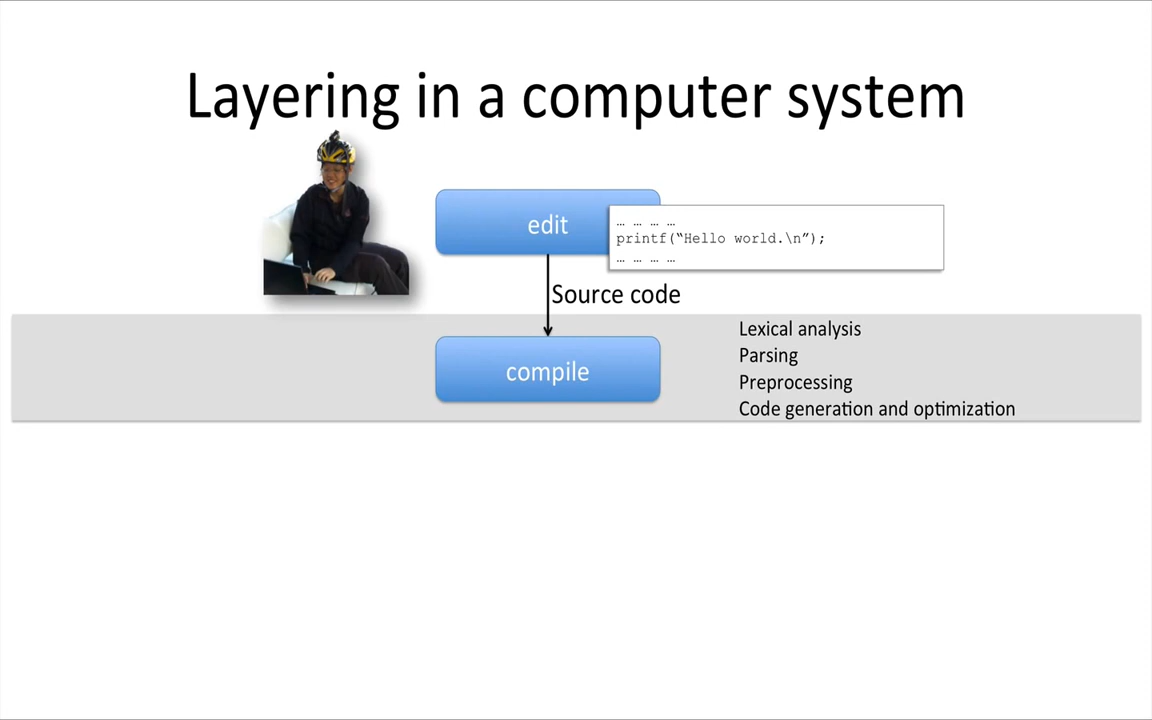 Layering in a computer system
edit
… … … …
printf(“Hello world.\n”);
… … … …
Source code
compile
Lexical analysis
Parsing
Preprocessing
Code generation and optimization